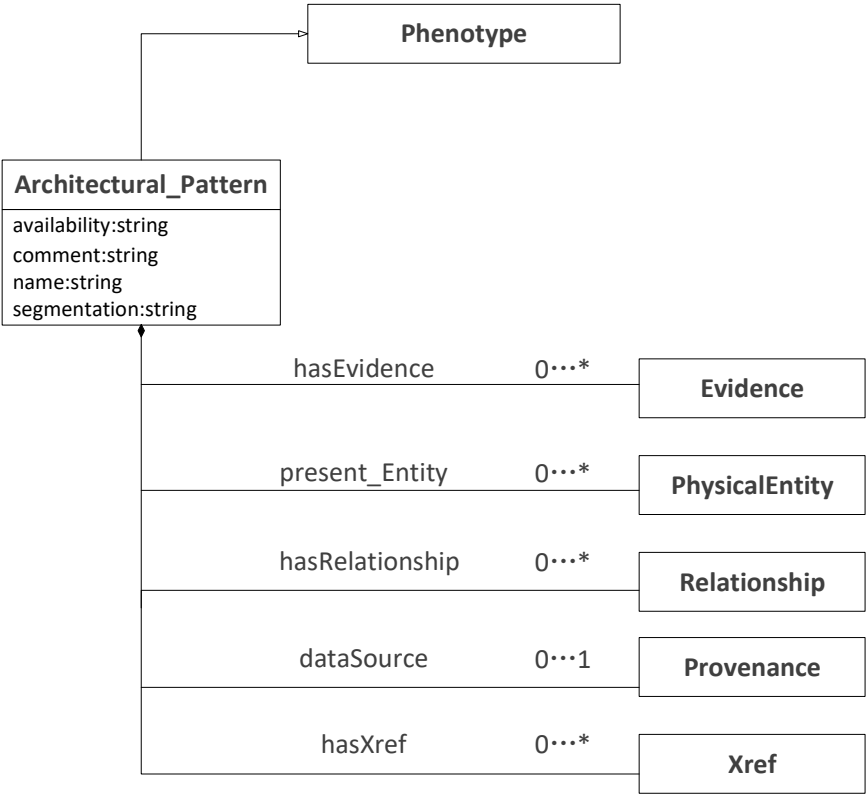 Phenotype
Architectural_Pattern
availability:string
comment:string
name:string
segmentation:string
hasEvidence 0···*
Evidence
present_Entity 0···*
PhysicalEntity
hasRelationship 0···*
Relationship
dataSource 0···1
Provenance
hasXref 0···*
Xref